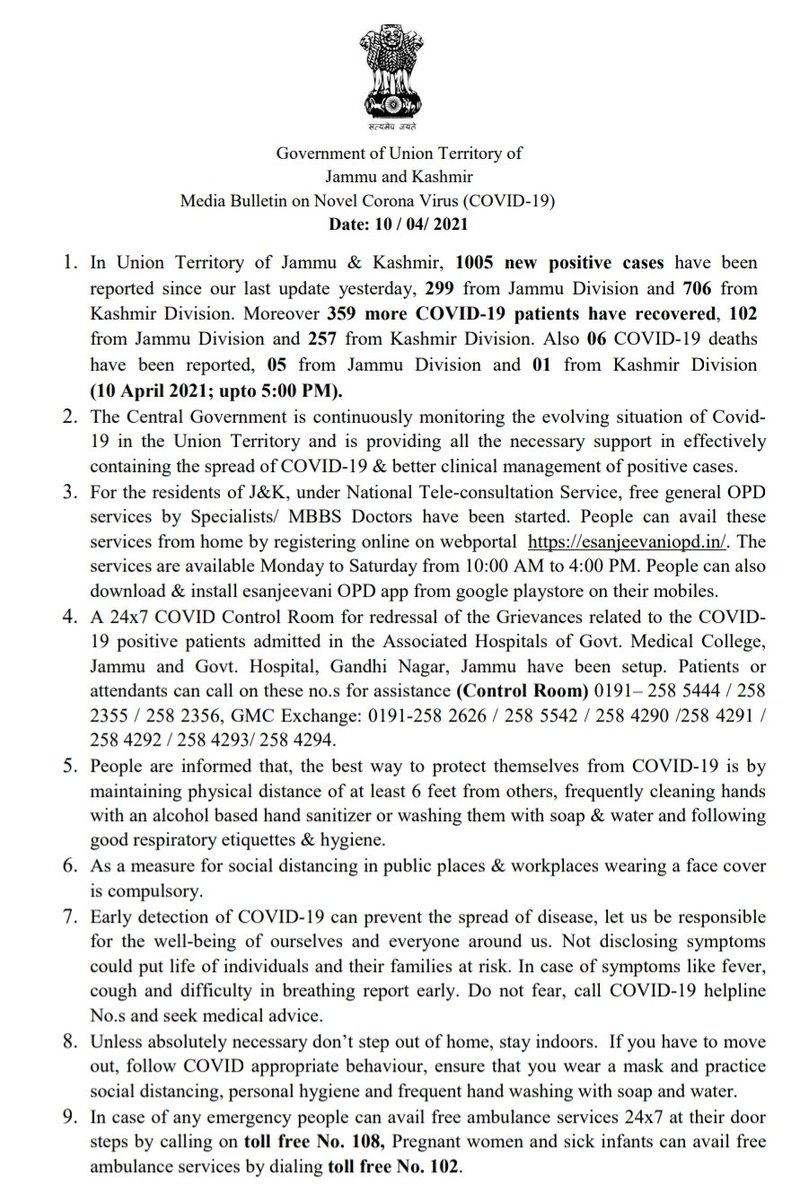 सत्यमेव जयते
Government of Union Territory of
Jammu and Kashmir
Media Bulletin on Novel Corona Virus (COVID-19)
Date: 10 / 04/ 2021
1. In Union Territory of Jammu & Kashmir, 1005 new positive cases have been
reported since our last update yesterday, 299 from Jammu Division and 706 from
Kashmir Division. Moreover 359 more COVID-19 patients have recovered, 102
from Jammu Division and 257 from Kashmir Division. Also 06 COVID-19 deaths
have been reported, 05 from Jammu Division and 01 from Kashmir Division
(10 April 2021; upto 5:00 PM).
2. The Central Government is continuously monitoring the evolving situation of Covid-
19 in the Union Territory and is providing all the necessary support in effectively
containing the spread of COVID-19 & better clinical management of positive cases.
3. For the residents of J&K, under National Tele-consultation Service, free general OPD
services by Specialists/ MBBS Doctors have been started. People can avail these
services from home by registering online on webportal https://esanjeevaniopd.in/. The
services are available Monday to Saturday from 10:00 AM to 4:00 PM. People can also
download & install esanjeevani OPD app from google playstore on their mobiles.
4. A 24x7 COVID Control Room for redressal of the Grievances related to the COVID-
19 positive patients admitted in the Associated Hospitals of Govt. Medical College,
Jammu and Govt. Hospital, Gandhi Nagar, Jammu have been setup. Patients or
attendants can call on these no.s for assistance (Control Room) 0191– 258 5444 / 258
2355 / 258 2356, GMC Exchange: 0191-258 2626 / 258 5542 / 258 4290 /258 4291 /
258 4292 / 258 4293/ 258 4294.
5. People are informed that, the best way to protect themselves from COVID-19 is by
maintaining physical distance of at least 6 feet from others, frequently cleaning hands
with an alcohol based hand sanitizer or washing them with soap & water and following
good respiratory etiquettes & hygiene.
6. As a measure for social distancing in public places & workplaces wearing a face cover
is compulsory.
7. Early detection of COVID-19 can prevent the spread of disease, let us be responsible
for the well-being of ourselves and everyone around us. Not disclosing symptoms
could put life of individuals and their families at risk. In case of symptoms like fever,
cough and difficulty in breathing report early. Do not fear, call COVID-19 helpline
No.s and seek medical advice.
8. Unless absolutely necessary don’t step out of home, stay indoors. If you have to move
out, follow COVID appropriate behaviour, ensure that you wear a mask and practice
social distancing, personal hygiene and frequent hand washing with soap and water.
9. In case of any emergency people can avail free ambulance services 24x7 at their door
steps by calling on toll free No. 108, Pregnant women and sick infants can avail free
ambulance services by dialing toll free No. 102.